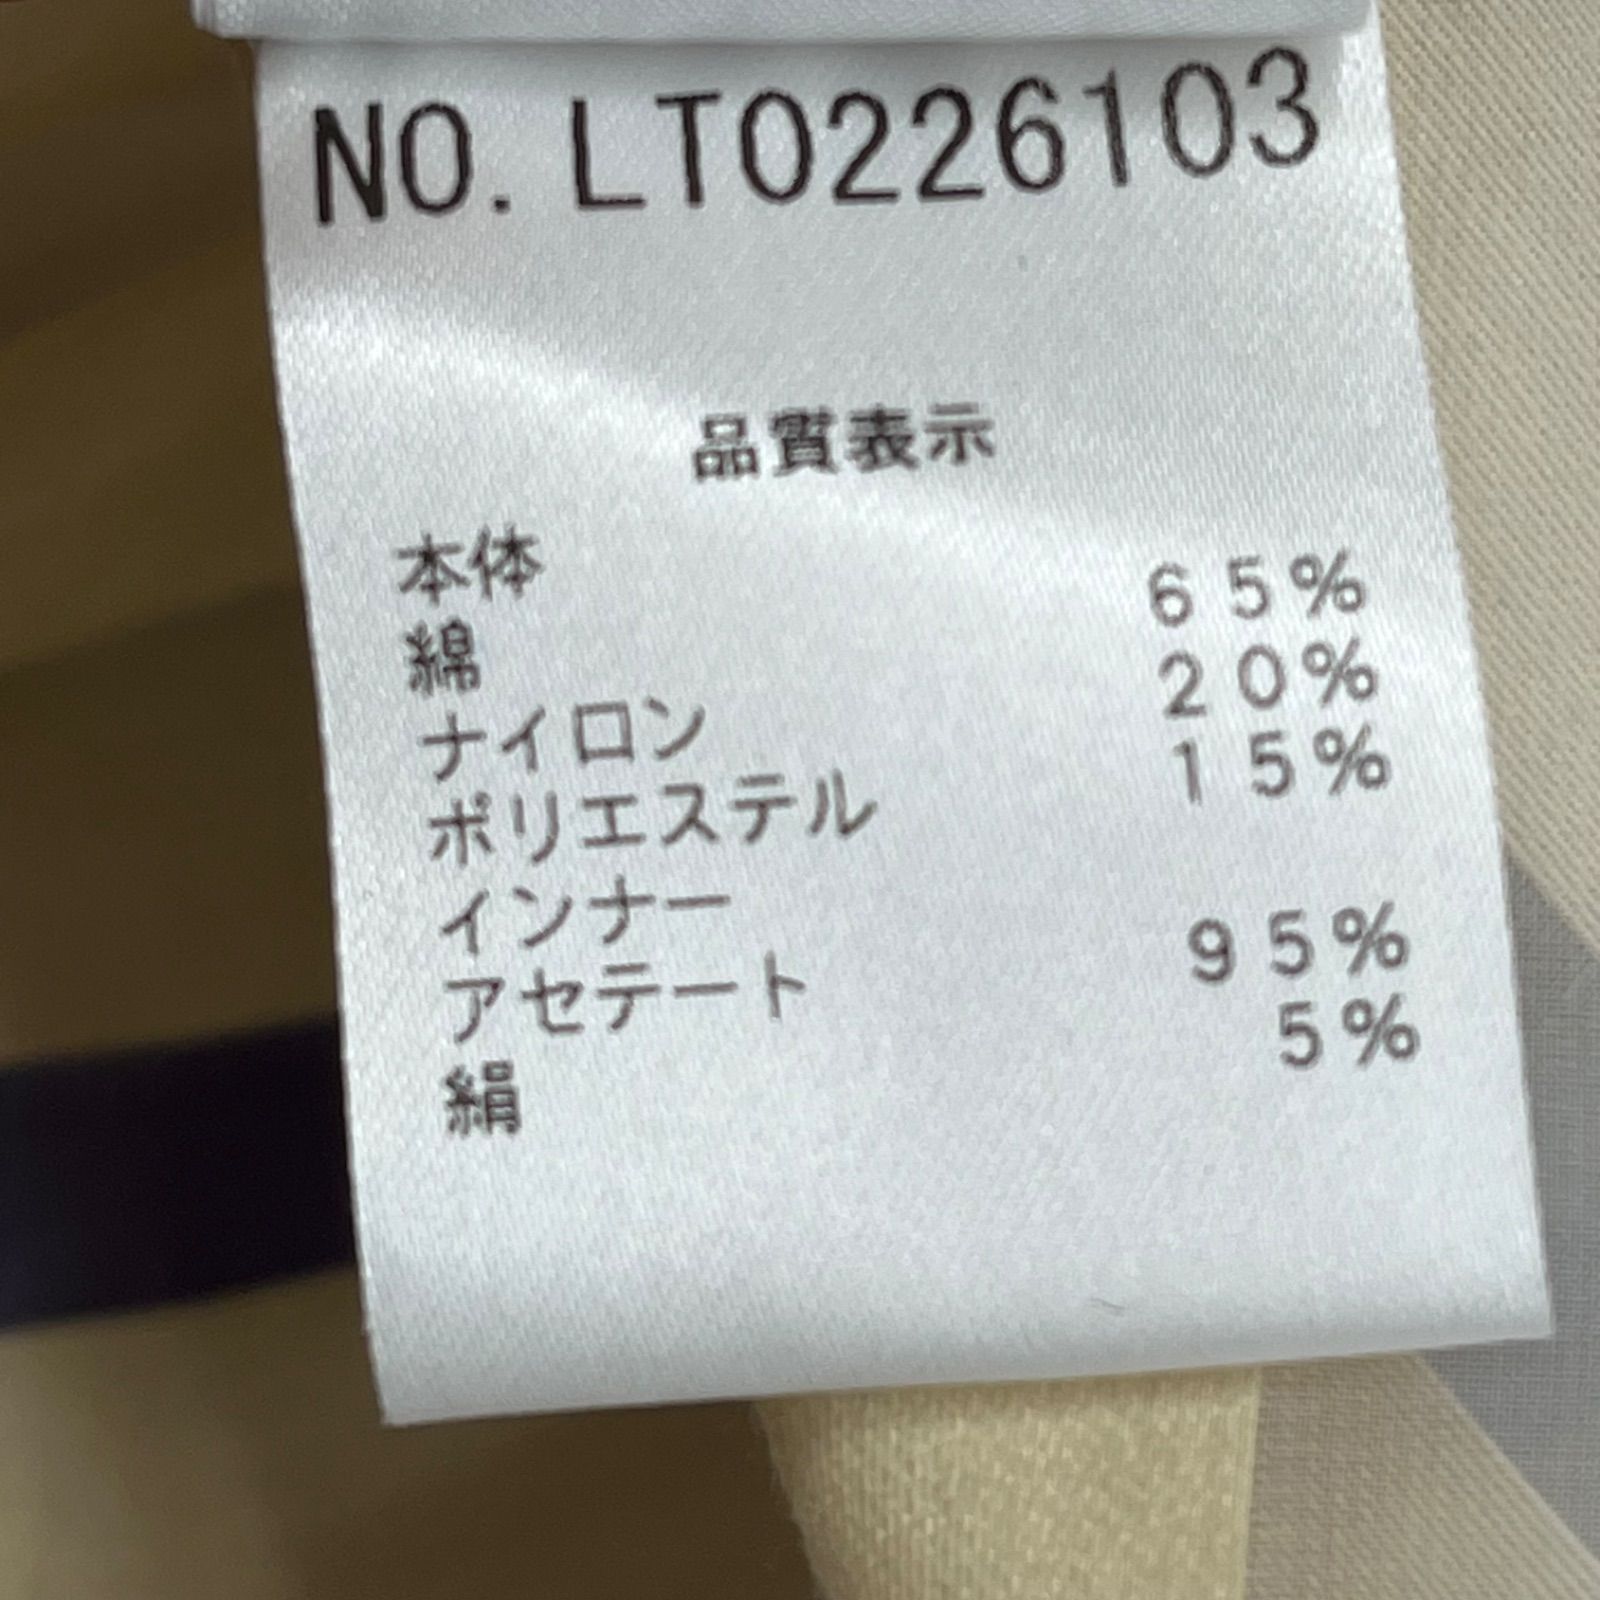 NO. LT0226103
品質表示
本体
綿 65%
ナイロン 20%
ポリエステル 15%
インナー
アセテート 95%
絹 5%